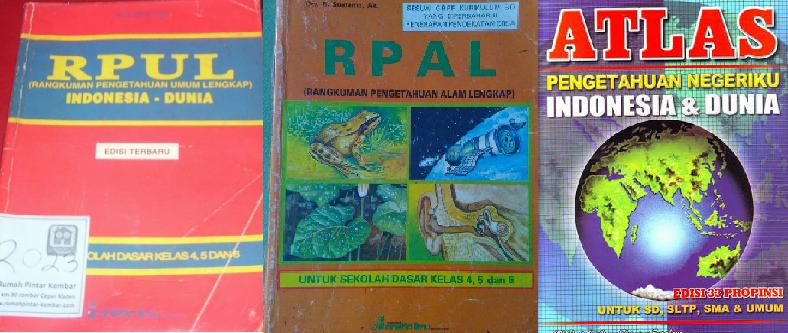 RPUL
(RANGKUMAN PENGETAHUAN UMUM LENGKAP)
INDONESIA - DUNIA
EDISI TERBARU
OLAH DASAR KELAS 4, 5 DAN 6
2023
Rumah Pintar Kembar
RPAL
(RANGKUMAN PENGETAHUAN ALAM LENGKAP)
UNTUK SEKOLAH DASAR KELAS 4, 5 dan 6
ATLAS
PENGETAHUAN NEGERIKU
INDONESIA & DUNIA
EDISI 33 PROPINSI
UNTUK SD, SLTP, SMA & UMUM